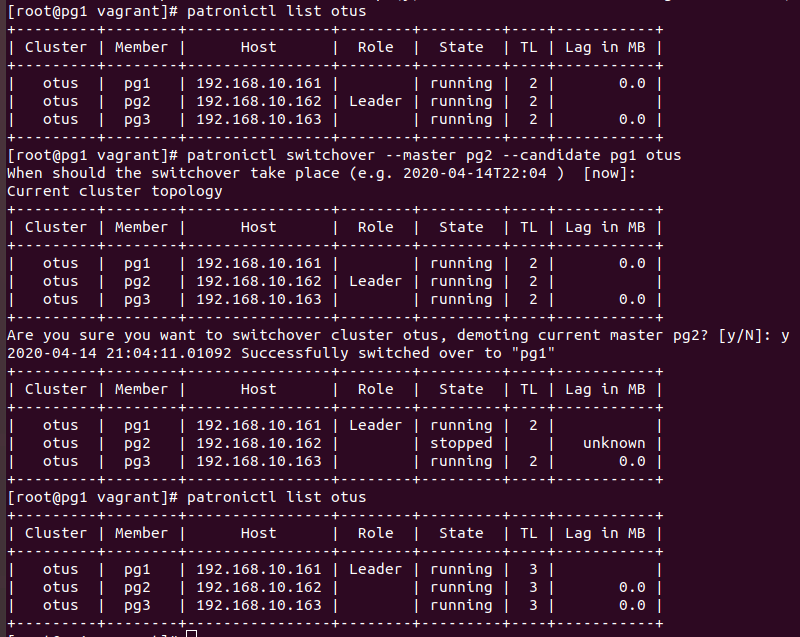 [root@pg1 vagrant]# patronictl list otus
+---------+--------+----------------+--------+---------+----+-----------+
| Cluster | Member |      Host      |  Role  |  State  | TL | Lag in MB |
+---------+--------+----------------+--------+---------+----+-----------+
|   otus  |  pg1   | 192.168.10.161 |        | running |  2 |       0.0 |
|   otus  |  pg2   | 192.168.10.162 | Leader | running |  2 |           |
|   otus  |  pg3   | 192.168.10.163 |        | running |  2 |       0.0 |
+---------+--------+----------------+--------+---------+----+-----------+
[root@pg1 vagrant]# patronictl switchover --master pg2 --candidate pg1 otus
When should the switchover take place (e.g. 2020-04-14T22:04 )  [now]:
Current cluster topology
+---------+--------+----------------+--------+---------+----+-----------+
| Cluster | Member |      Host      |  Role  |  State  | TL | Lag in MB |
+---------+--------+----------------+--------+---------+----+-----------+
|   otus  |  pg1   | 192.168.10.161 |        | running |  2 |       0.0 |
|   otus  |  pg2   | 192.168.10.162 | Leader | running |  2 |           |
|   otus  |  pg3   | 192.168.10.163 |        | running |  2 |       0.0 |
+---------+--------+----------------+--------+---------+----+-----------+
Are you sure you want to switchover cluster otus, demoting current master pg2? [y/N]: y
2020-04-14 21:04:11.01092 Successfully switched over to "pg1"
+---------+--------+----------------+--------+---------+----+-----------+
| Cluster | Member |      Host      |  Role  |  State  | TL | Lag in MB |
+---------+--------+----------------+--------+---------+----+-----------+
|   otus  |  pg1   | 192.168.10.161 | Leader | running |  2 |           |
|   otus  |  pg2   | 192.168.10.162 |        | stopped |    |   unknown |
|   otus  |  pg3   | 192.168.10.163 |        | running |  2 |       0.0 |
+---------+--------+----------------+--------+---------+----+-----------+
[root@pg1 vagrant]# patronictl list otus
+---------+--------+----------------+--------+---------+----+-----------+
| Cluster | Member |      Host      |  Role  |  State  | TL | Lag in MB |
+---------+--------+----------------+--------+---------+----+-----------+
|   otus  |  pg1   | 192.168.10.161 | Leader | running |  3 |           |
|   otus  |  pg2   | 192.168.10.162 |        | running |  3 |       0.0 |
|   otus  |  pg3   | 192.168.10.163 |        | running |  3 |       0.0 |
+---------+--------+----------------+--------+---------+----+-----------+